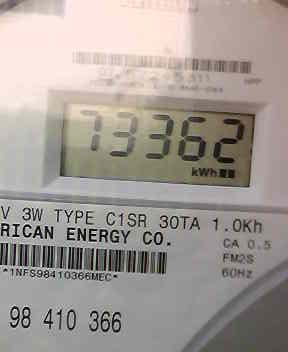 73362
kWh
V 3W TYPE C1SR 30TA 1.0Kh
RICAN ENERGY CO.
CA 0.5
FM2S
60Hz
*1NFS98410366MEC*
98 410 366